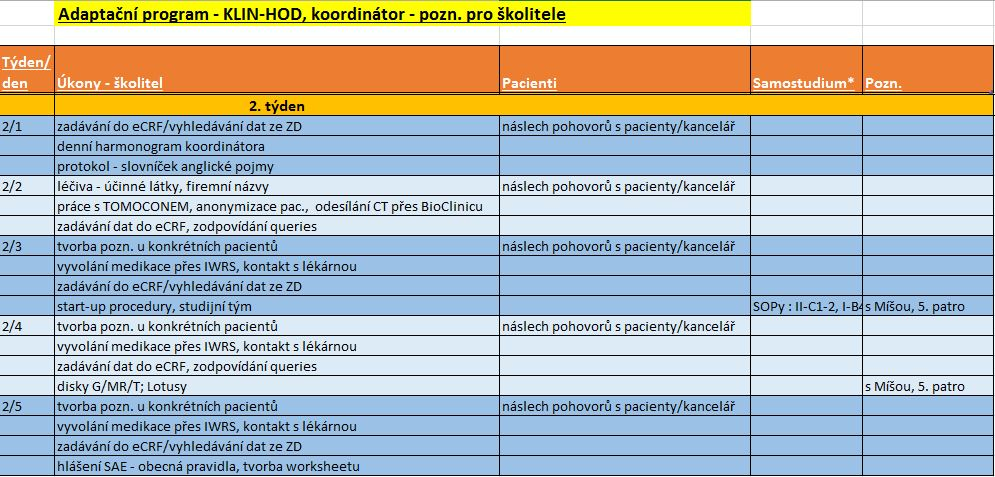 Adaptační program - KLIN-HOD, koordinátor - pozn. pro školitele
Týden/
den Úkony - školitel Pacienti Samostudium* Pozn.
2. týden
2/1 zadávání do eCRF/vyhledávání dat ze ZD náslech pohovorů s pacienty/kancelář
denní harmonogram koordinátora
protokol - slovníček anglické pojmy
2/2 léčiva - účinné látky, firemní názvy náslech pohovorů s pacienty/kancelář
práce s TOMOCONEM, anonymizace pac., odesílání CT přes BioClinicu
zadávání dat do eCRF, zodpovídání queries
2/3 tvorba pozn. u konkrétních pacientů náslech pohovorů s pacienty/kancelář
vyvolání medikace přes IWRS, kontakt s lékárnou
zadávání do eCRF/vyhledávání dat ze ZD
start-up procedury, studijní tým SOPy : II-C1-2, I-B4 s Míšou, 5. patro
2/4 tvorba pozn. u konkrétních pacientů náslech pohovorů s pacienty/kancelář
vyvolání medikace přes IWRS, kontakt s lékárnou
zadávání dat do eCRF, zodpovídání queries
disky G/MR/T; Lotusy s Míšou, 5. patro
2/5 tvorba pozn. u konkrétních pacientů náslech pohovorů s pacienty/kancelář
vyvolání medikace přes IWRS, kontakt s lékárnou
zadávání do eCRF/vyhledávání dat ze ZD
hlášení SAE - obecná pravidla, tvorba worksheetu